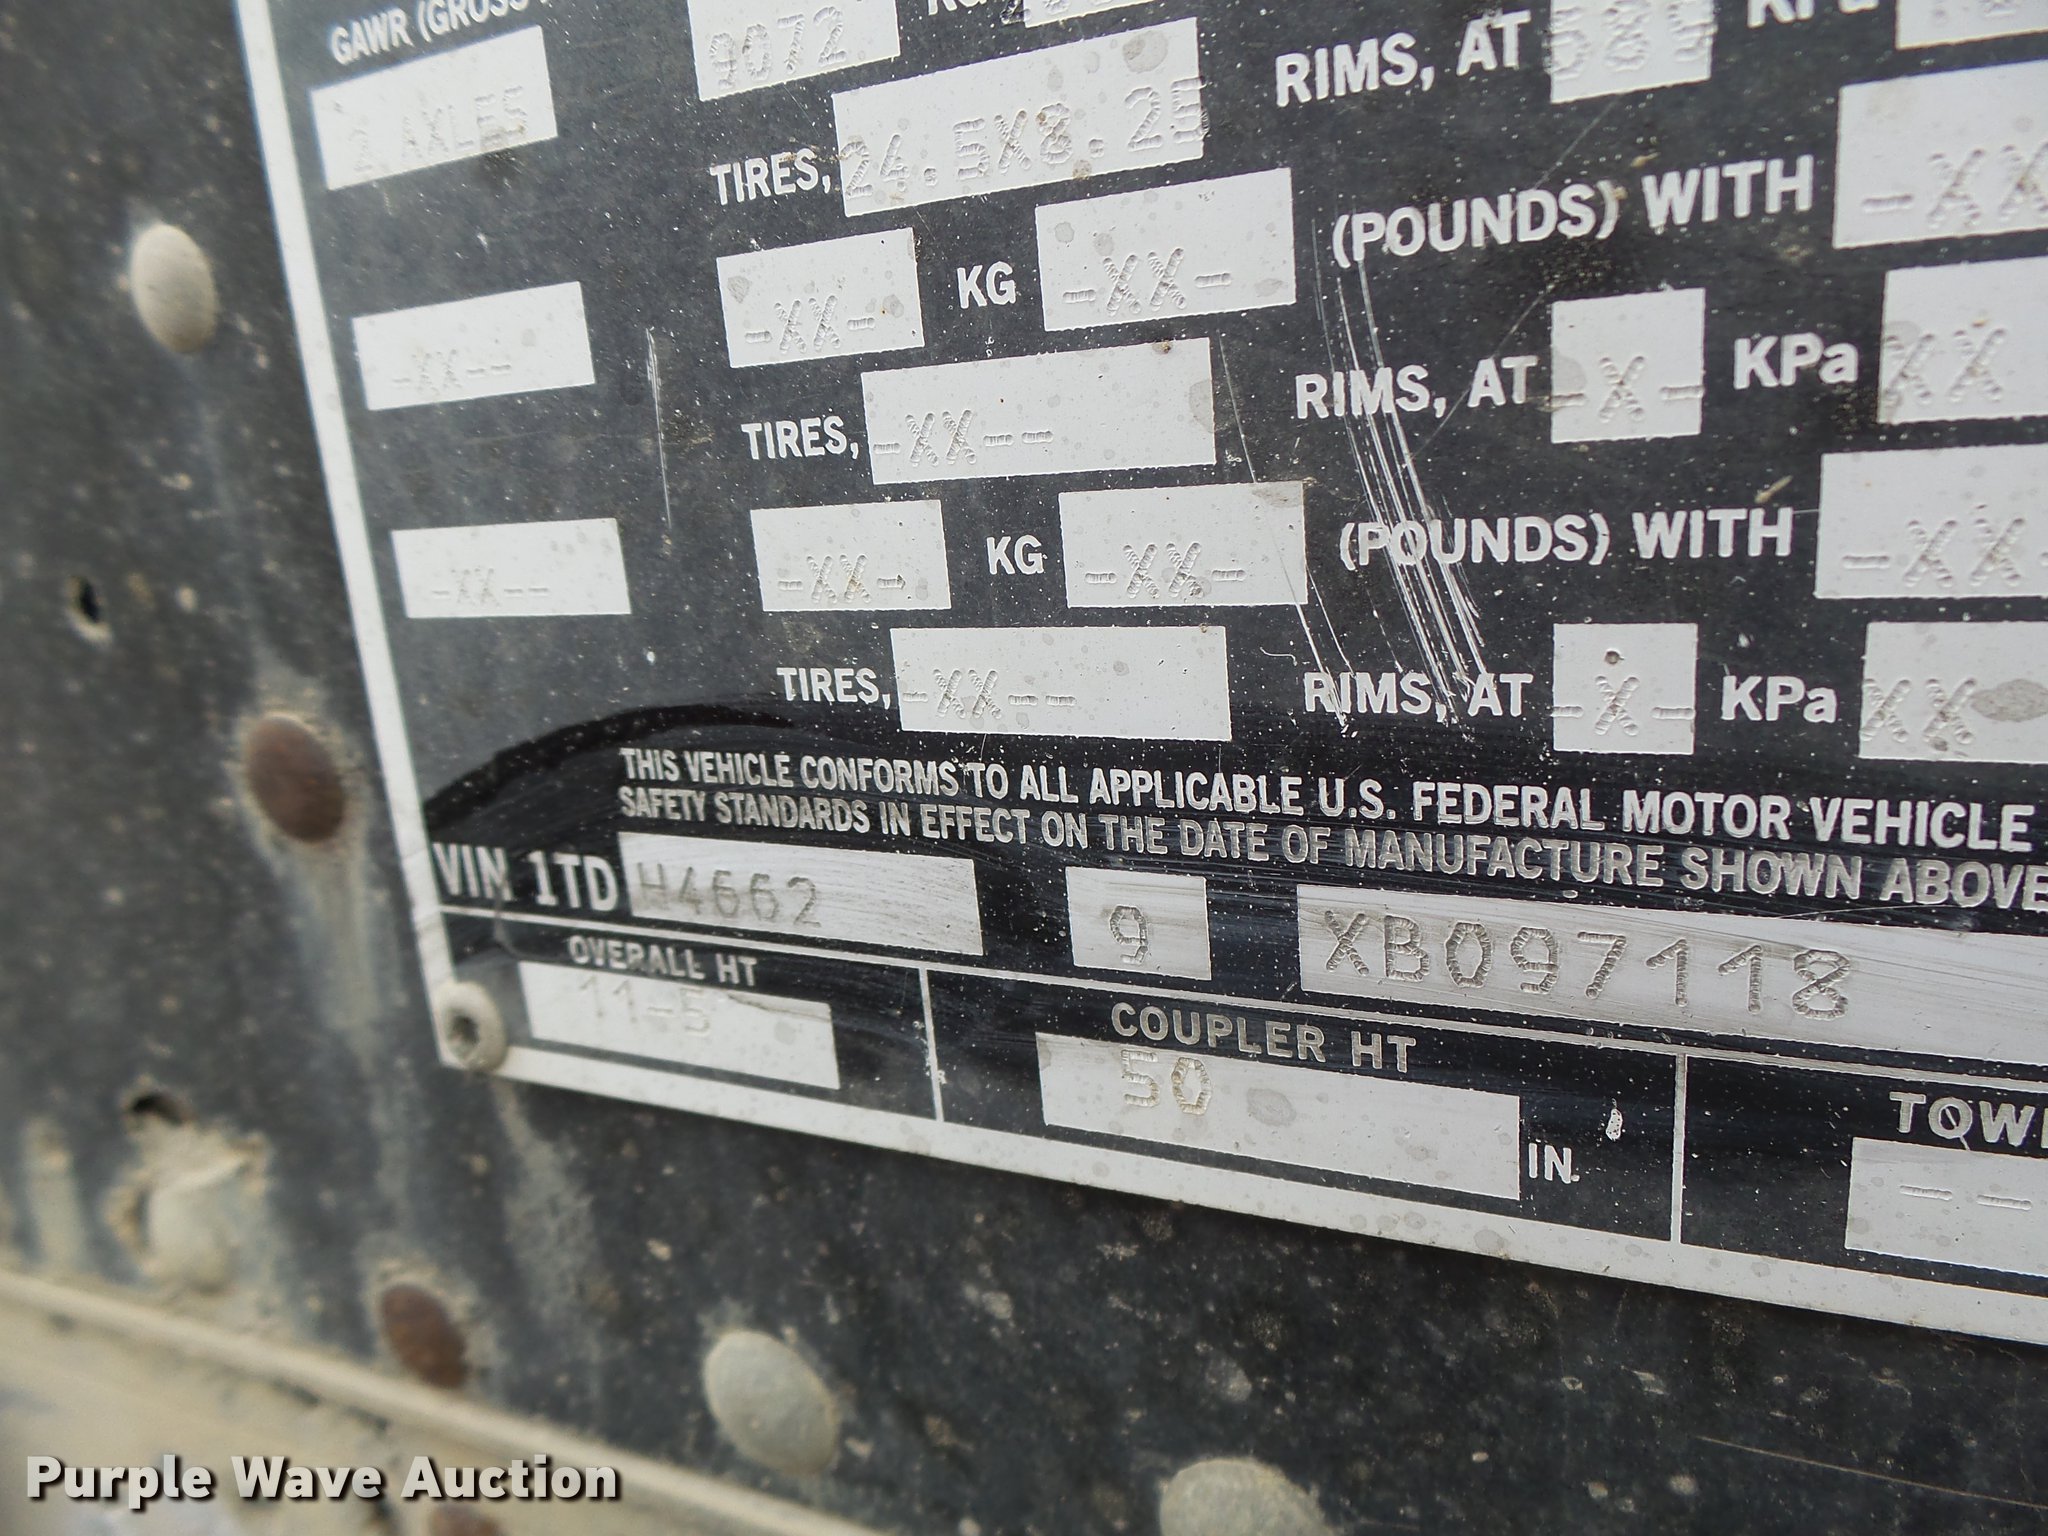 GAWR (GROSS
9072
2 AXLES
TIRES, 24.5X8.25 RIMS, AT
-XX-- -XX- KG -XX- (POUNDS) WITH -XX
TIRES, -XX-- RIMS, AT -X- KPa XX
-XX-- -XX- KG -XX- (POUNDS) WITH -XX-
TIRES, -XX-- RIMS, AT -X- KPa XX
THIS VEHICLE CONFORMS TO ALL APPLICABLE U.S. FEDERAL MOTOR VEHICLE
SAFETY STANDARDS IN EFFECT ON THE DATE OF MANUFACTURE SHOWN ABOVE
VIN 1TD H4662 9 XB097118
OVERALL HT
11-5
COUPLER HT
50
IN.
--
Purple Wave Auction